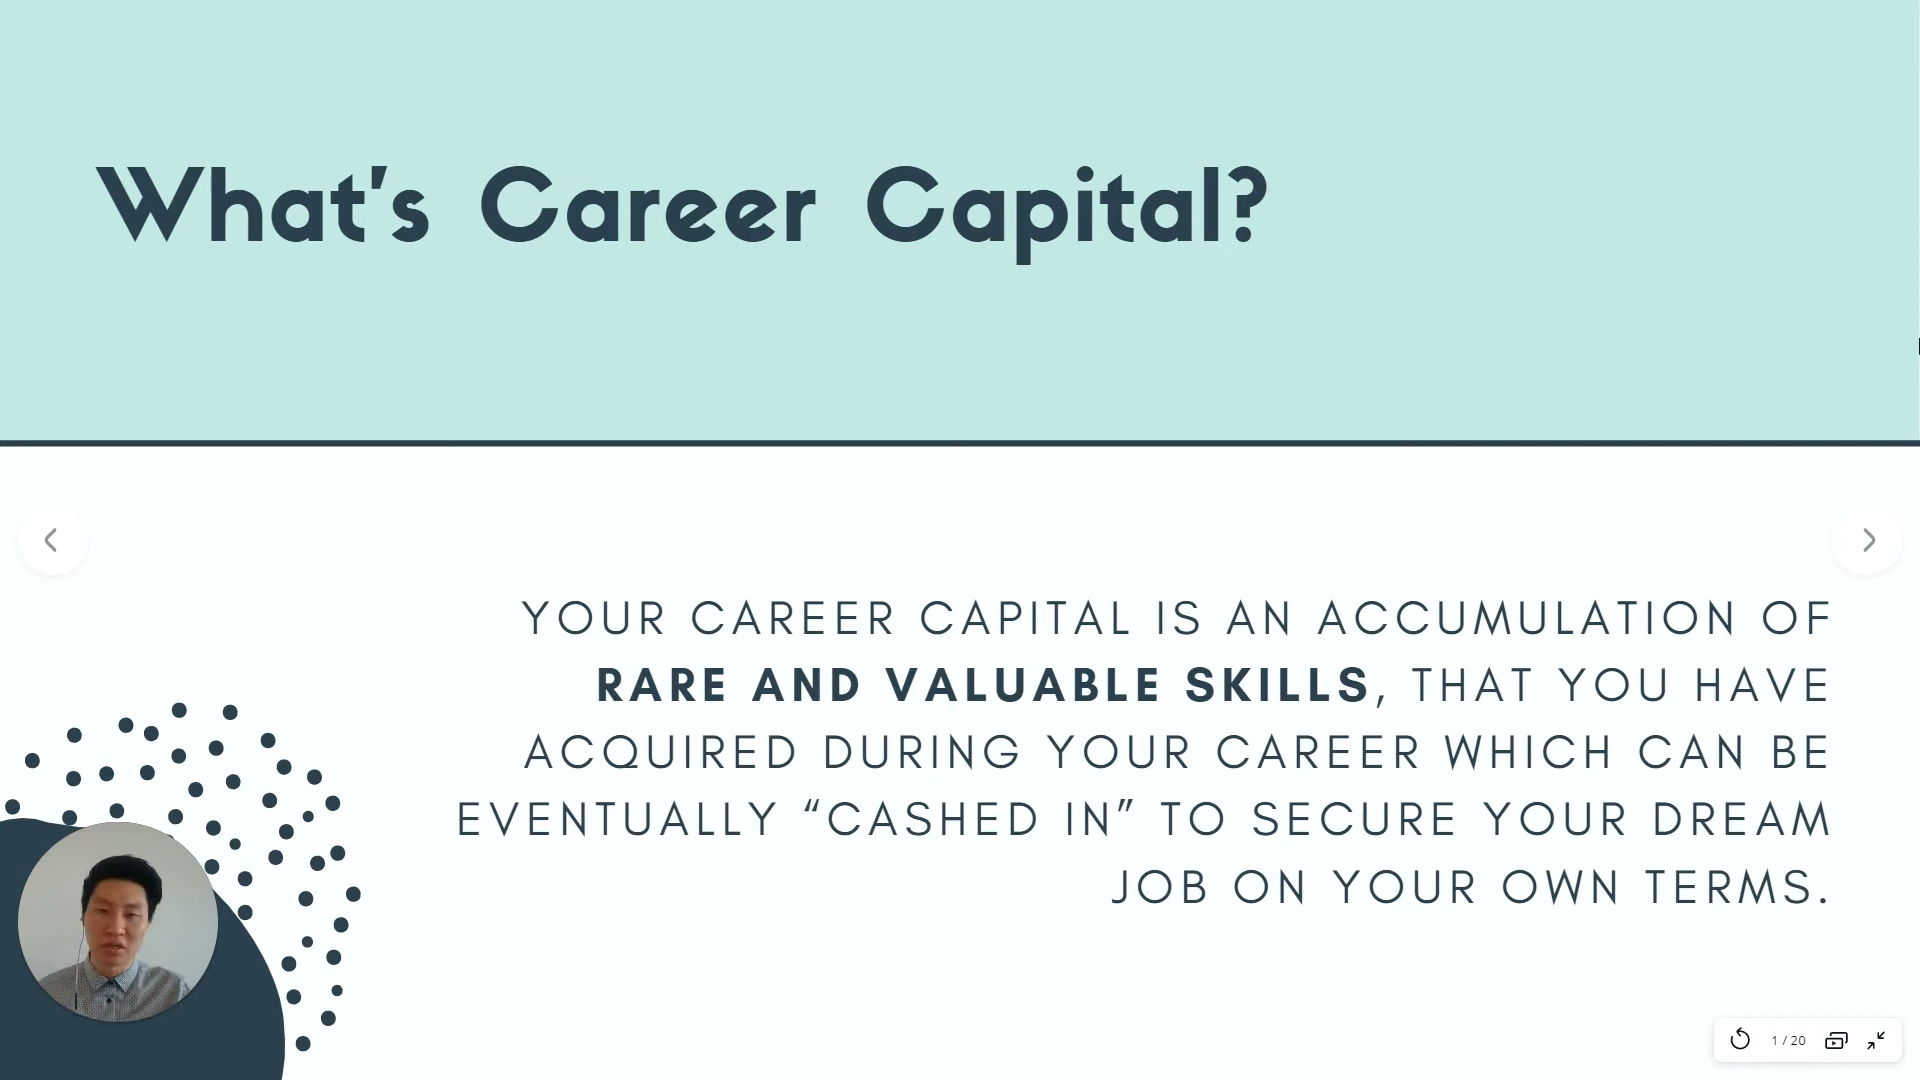 What's Career Capital?
YOUR CAREER CAPITAL IS AN ACCUMULATION OF
RARE AND VALUABLE SKILLS, THAT YOU HAVE
ACQUIRED DURING YOUR CAREER WHICH CAN BE
EVENTUALLY “CASHED IN” TO SECURE YOUR DREAM
JOB ON YOUR OWN TERMS.
1 / 20